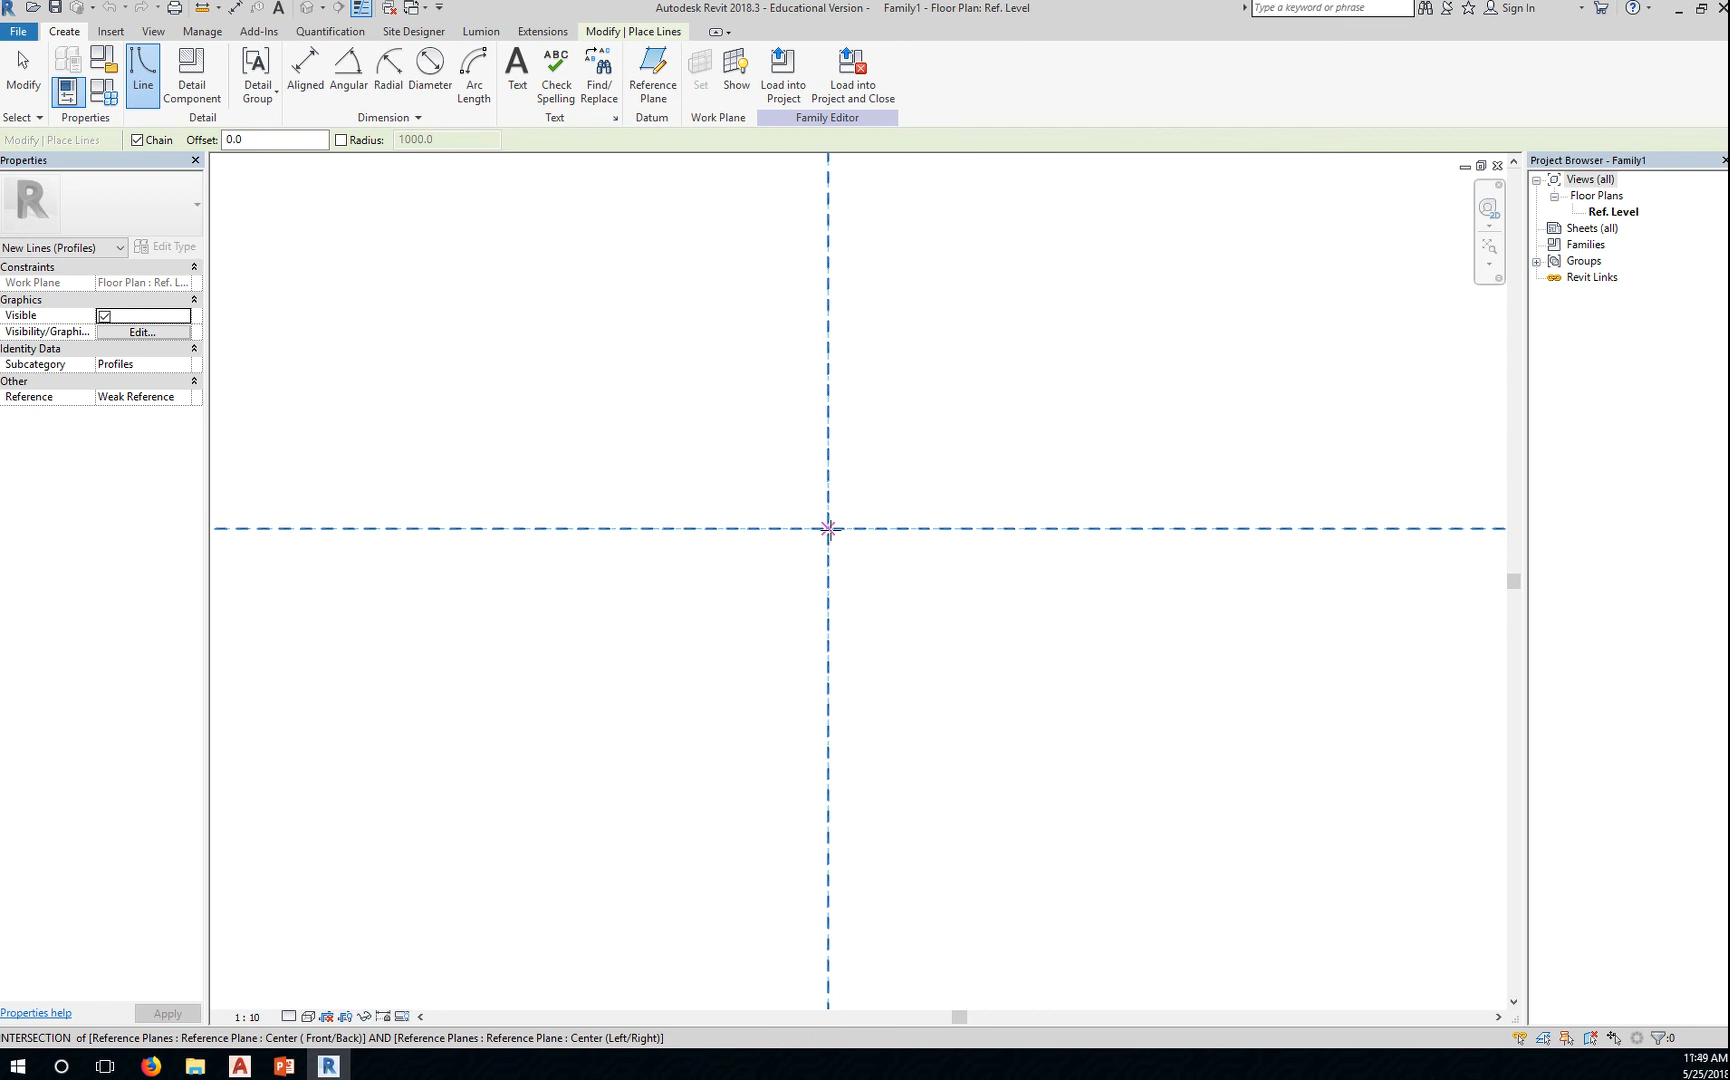 Autodesk Revit 2018.3 - Educational Version - Family1 - Floor Plan: Ref. Level
Type a keyword or phrase
Sign In
File Create Insert View Manage Add-Ins Quantification Site Designer Lumion Extensions Modify | Place Lines
Modify
Line
Detail Component
Detail Group
Aligned Angular Radial Diameter Arc Length
Text
ABC Check Spelling
Find/ Replace
Reference Plane
Set Show
Load into Project
Load into Project and Close
Select Properties Detail Dimension Text Datum Work Plane Family Editor
Modify | Place Lines Chain Offset: 0.0 Radius: 1000.0
Properties
New Lines (Profiles) Edit Type
Constraints
Work Plane Floor Plan : Ref. L...
Graphics
Visible
Visibility/Graphi... Edit...
Identity Data
Subcategory Profiles
Other
Reference Weak Reference
Properties help Apply
2D
Project Browser - Family1
Views (all)
Floor Plans
Ref. Level
Sheets (all)
Families
Groups
Revit Links
1 : 10
INTERSECTION of [Reference Planes : Reference Plane : Center ( Front/Back)] AND [Reference Planes : Reference Plane : Center (Left/Right)]
:0
11:49 AM
5/25/2018